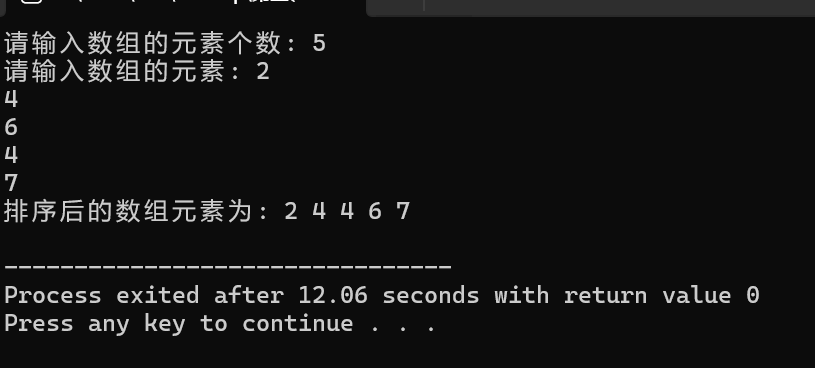 请输入数组的元素个数: 5
请输入数组的元素: 2
4
6
4
7
排序后的数组元素为: 2 4 4 6 7
--------------------------------
Process exited after 12.06 seconds with return value 0
Press any key to continue . . .